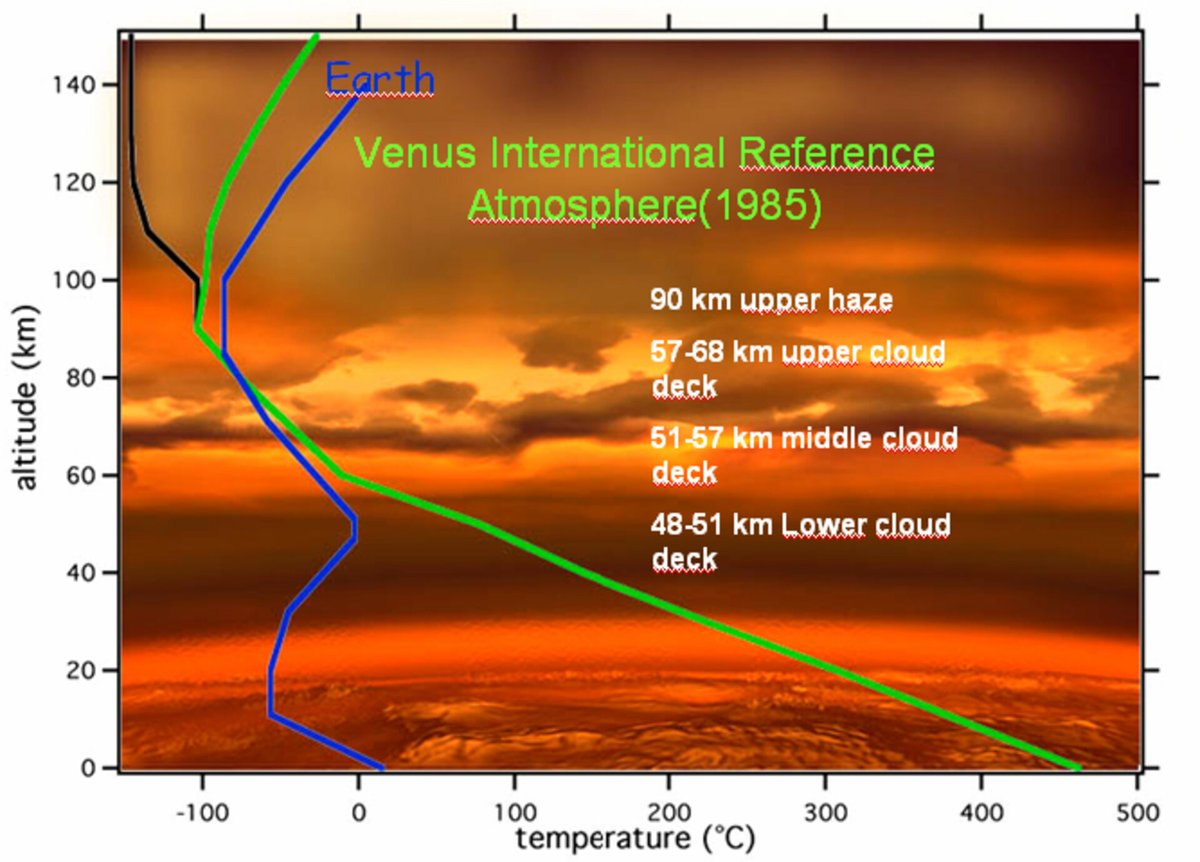 Earth
Venus International Reference
Atmosphere(1985)
90 km upper haze
57-68 km upper cloud
deck
51-57 km middle cloud
deck
48-51 km Lower cloud
deck
altitude (km)
140
120
100
80
60
40
20
0
-100 0 100 200 300 400 500
temperature (°C)